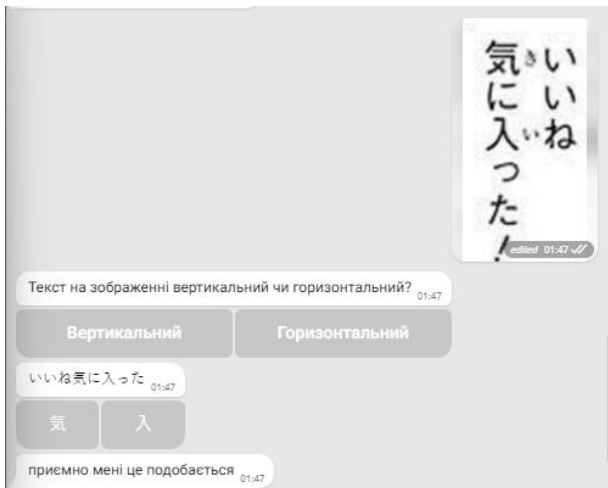 いいね
気に入った!
き
い
edited 01:47
Текст на зображенні вертикальний чи горизонтальний? 01:47
Вертикальний
Горизонтальний
いいね気に入った 01:47
気
入
приємно мені це подобається 01:47